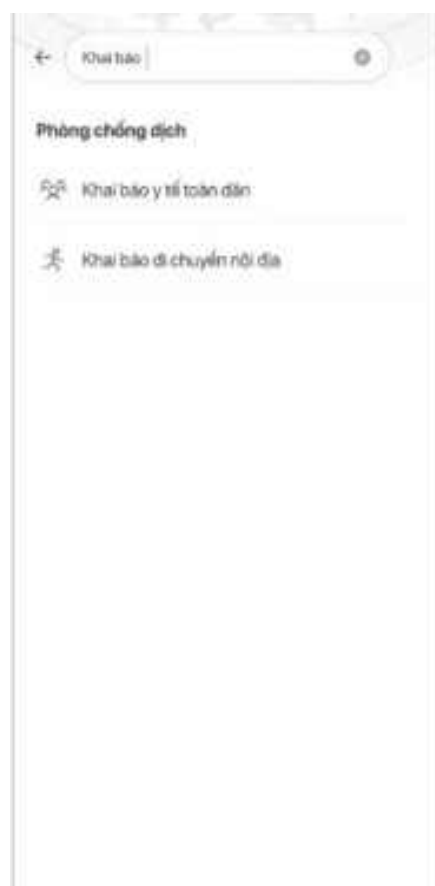 Khai báo
Phòng chống dịch
Khai báo y tế toàn dân
Khai báo di chuyển nội địa